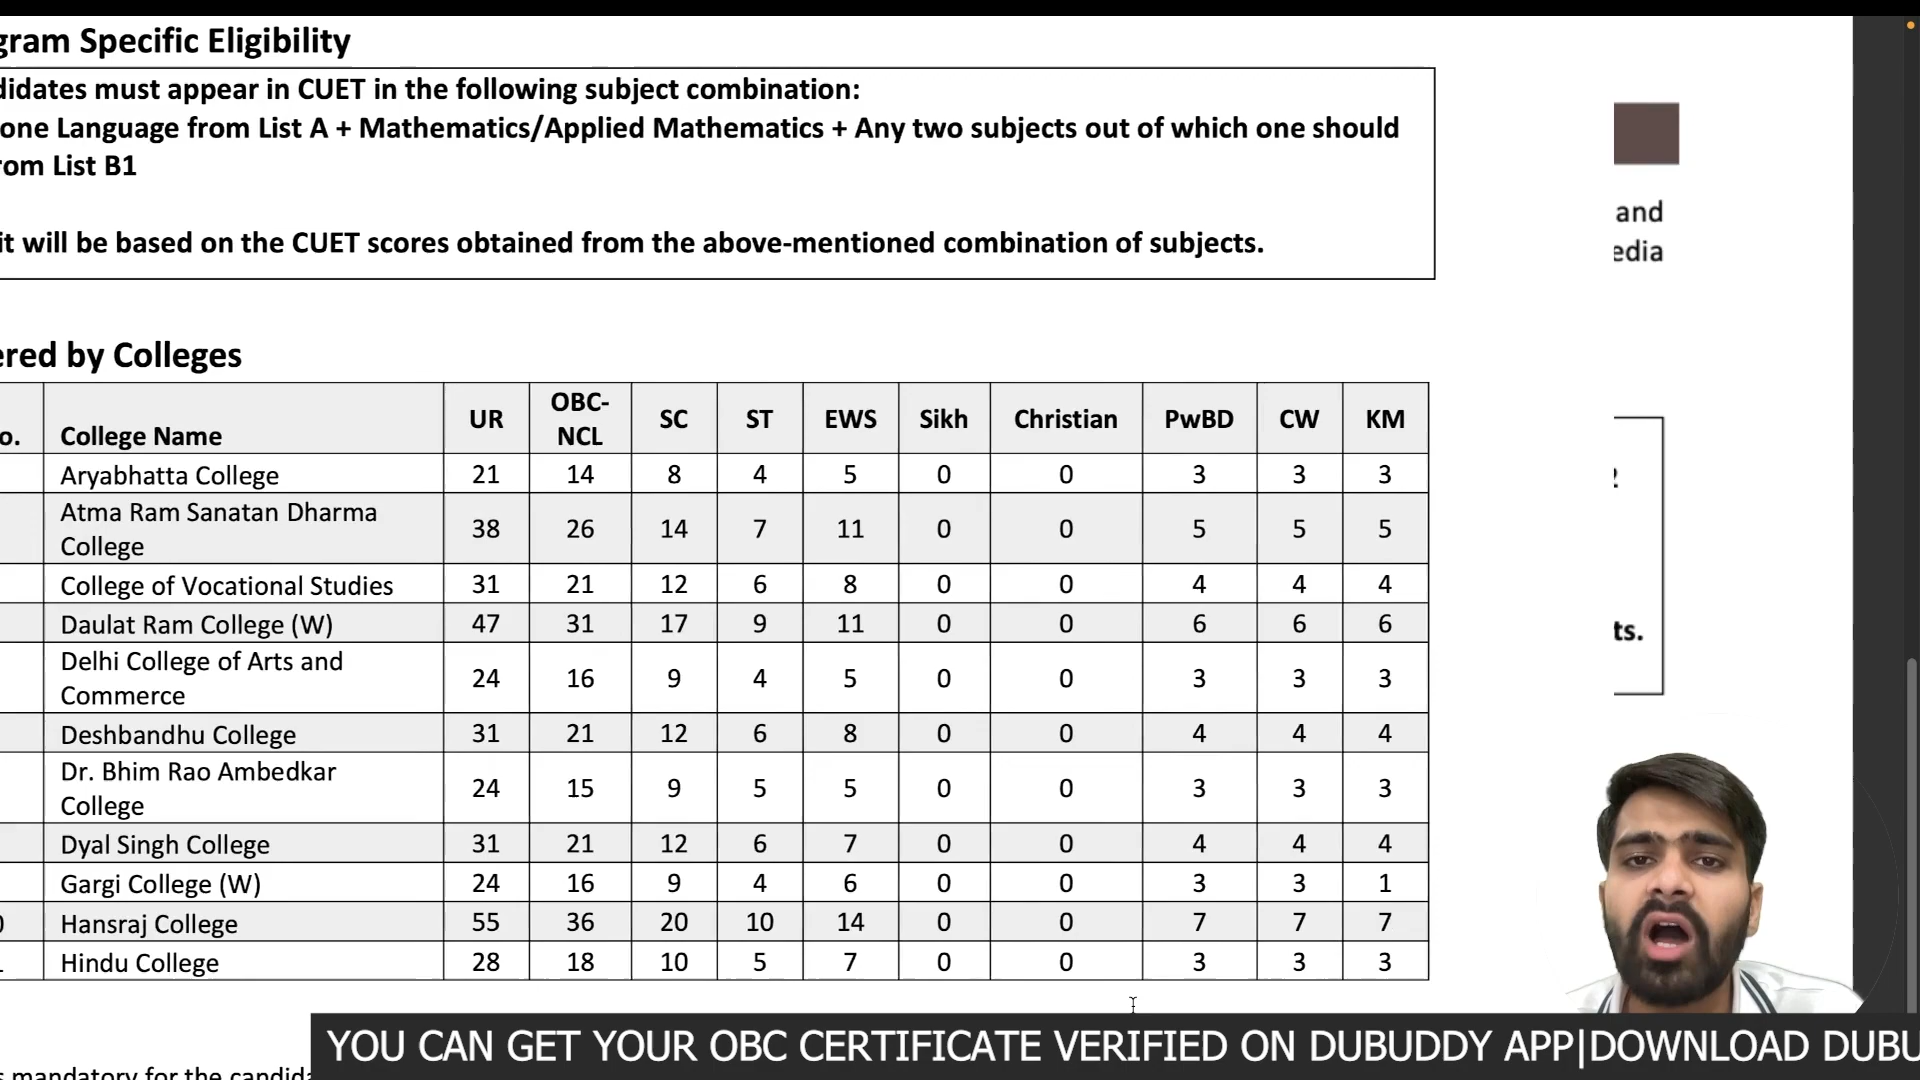 gram Specific Eligibility
didates must appear in CUET in the following subject combination:
one Language from List A + Mathematics/Applied Mathematics + Any two subjects out of which one should
rom List B1
it will be based on the CUET scores obtained from the above-mentioned combination of subjects.
and
edia
ered by Colleges
o. College Name UR OBC-NCL SC ST EWS Sikh Christian PwBD CW KM
Aryabhatta College 21 14 8 4 5 0 0 3 3 3
Atma Ram Sanatan Dharma
College 38 26 14 7 11 0 0 5 5 5
College of Vocational Studies 31 21 12 6 8 0 0 4 4 4
Daulat Ram College (W) 47 31 17 9 11 0 0 6 6 6
Delhi College of Arts and
Commerce 24 16 9 4 5 0 0 3 3 3
Deshbandhu College 31 21 12 6 8 0 0 4 4 4
Dr. Bhim Rao Ambedkar
College 24 15 9 5 5 0 0 3 3 3
Dyal Singh College 31 21 12 6 7 0 0 4 4 4
Gargi College (W) 24 16 9 4 6 0 0 3 3 1
0 Hansraj College 55 36 20 10 14 0 0 7 7 7
Hindu College 28 18 10 5 7 0 0 3 3 3
ts.
YOU CAN GET YOUR OBC CERTIFICATE VERIFIED ON DUBUDDY APP|DOWNLOAD DUBU
s mandatory for the candida